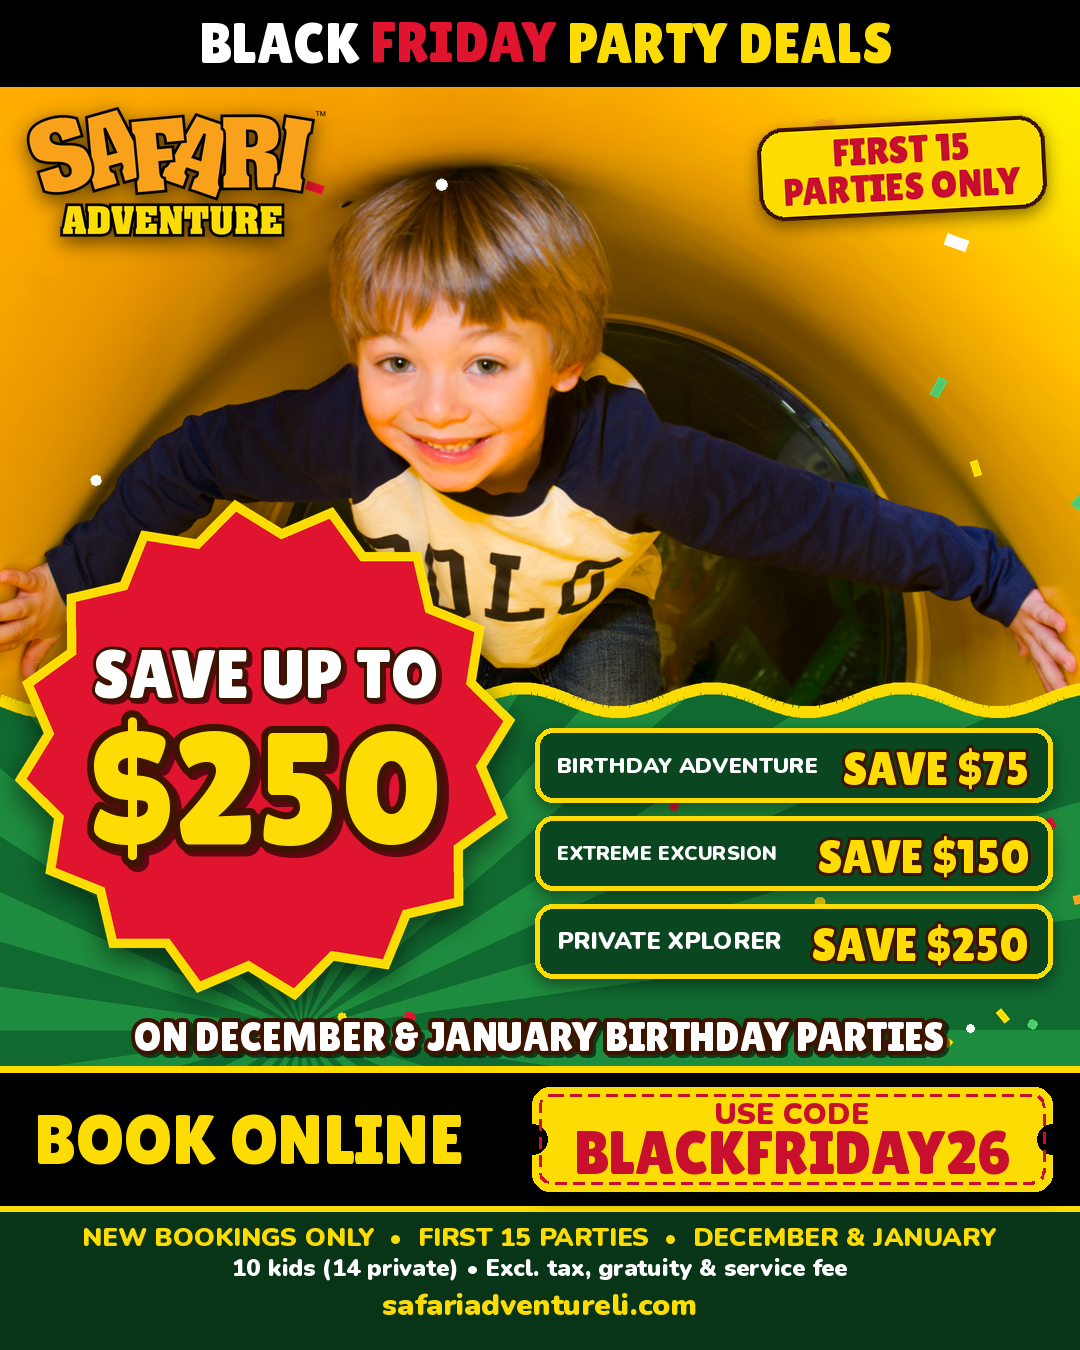 BLACK FRIDAY PARTY DEALS
SAFARI™
ADVENTURE
FIRST 15
PARTIES ONLY
POLO
SAVE UP TO
$250
BIRTHDAY ADVENTURE SAVE $75
EXTREME EXCURSION SAVE $150
PRIVATE XPLORER SAVE $250
ON DECEMBER & JANUARY BIRTHDAY PARTIES
BOOK ONLINE
USE CODE
BLACKFRIDAY26
NEW BOOKINGS ONLY • FIRST 15 PARTIES • DECEMBER & JANUARY
10 kids (14 private) • Excl. tax, gratuity & service fee
safariadventureli.com